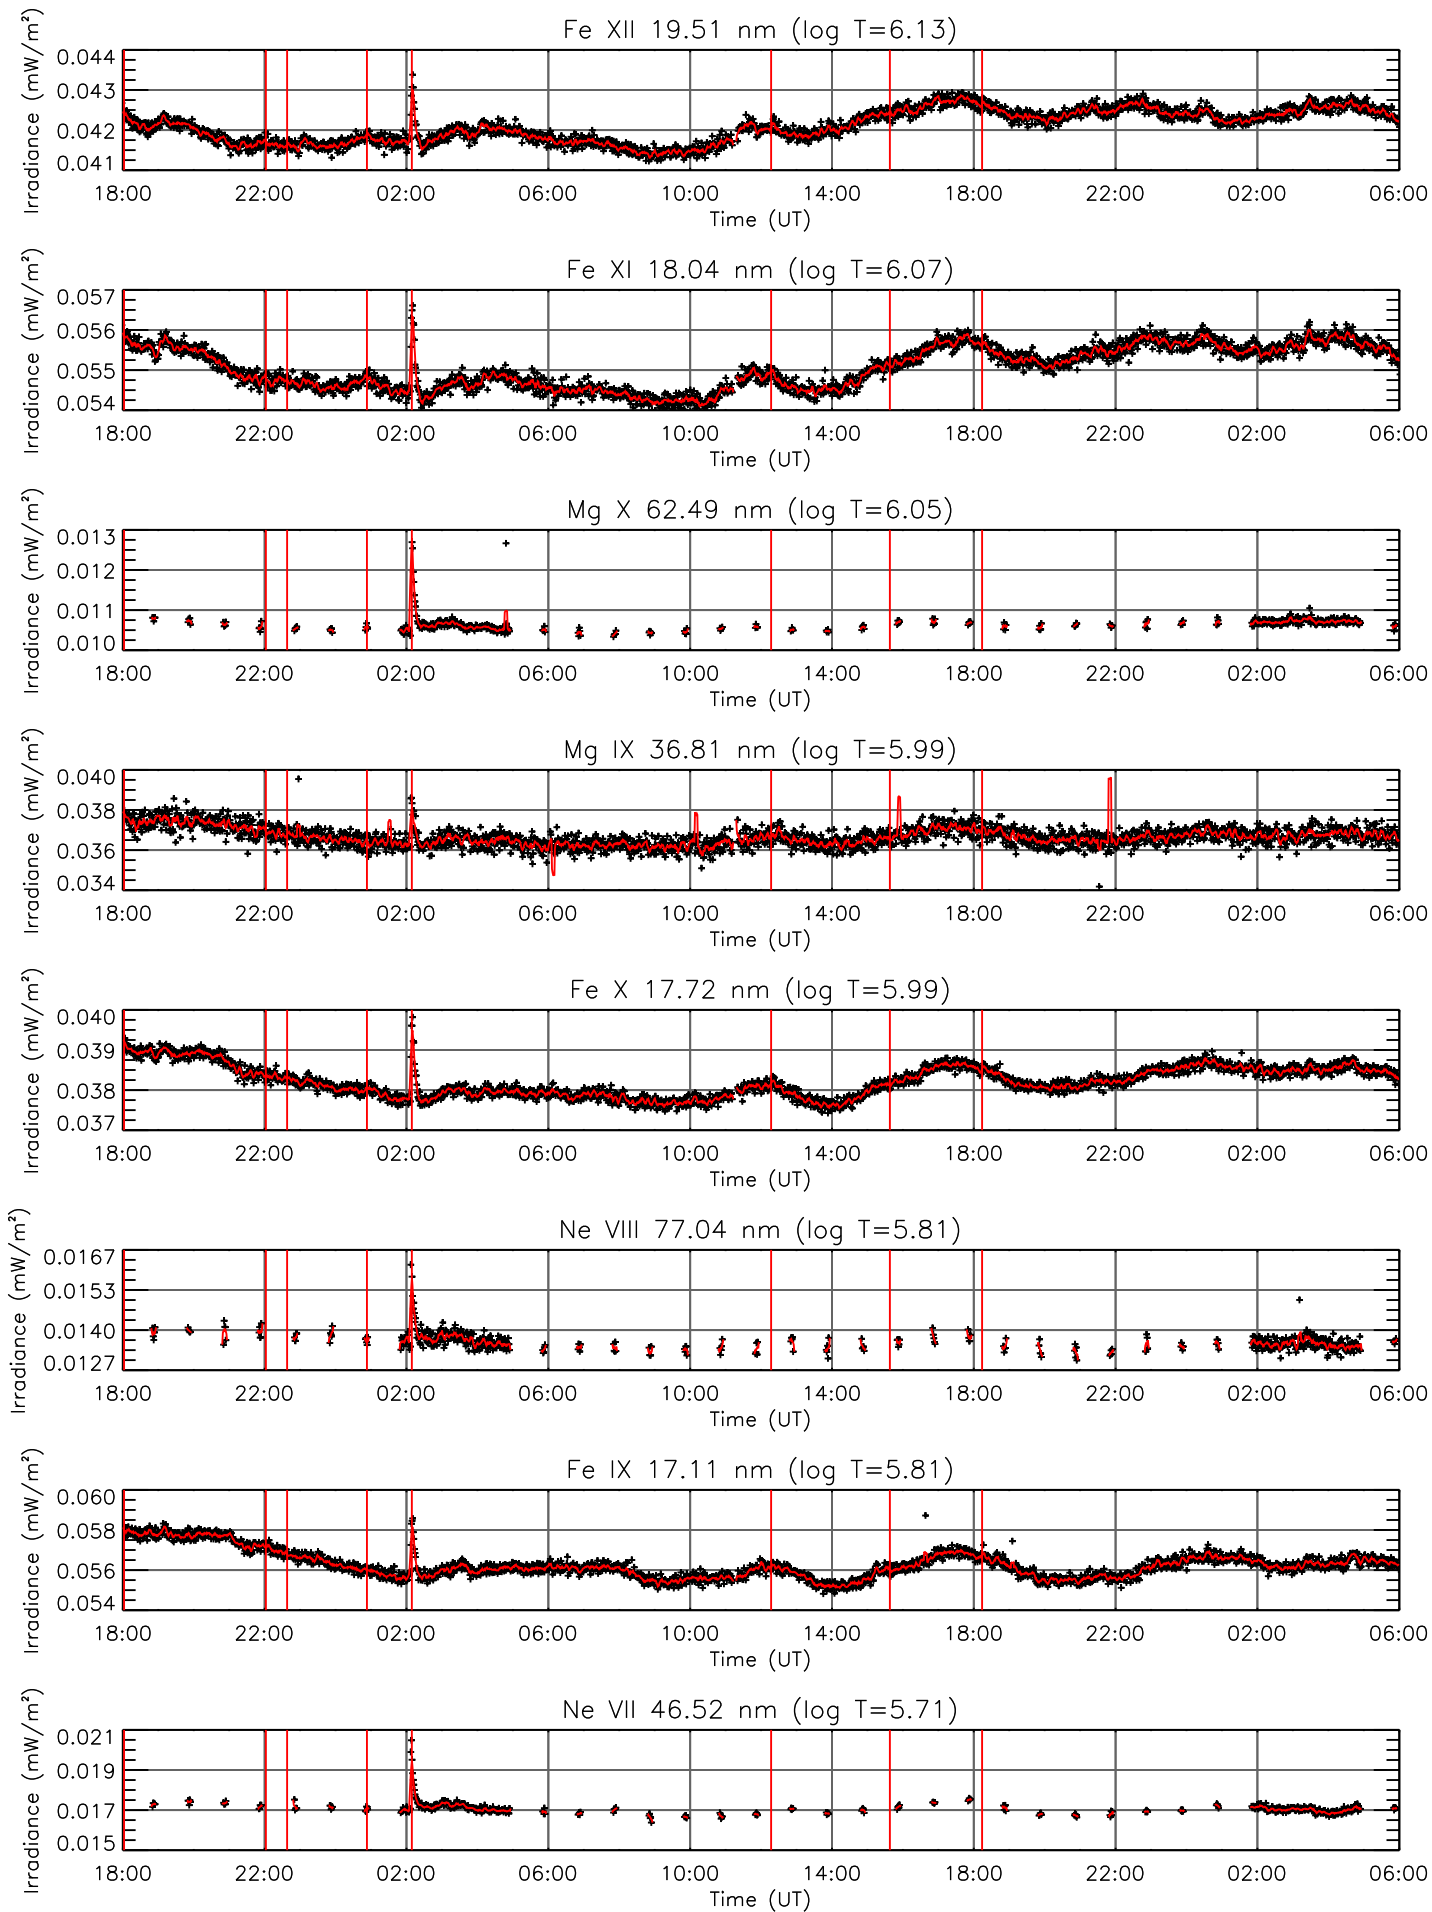 Fe XII 19.51 nm (log T=6.13)
Irradiance (mW/m²)
0.044
0.043
0.042
0.041
18:00 22:00 02:00 06:00 10:00 14:00 18:00 22:00 02:00 06:00
Time (UT)
Fe XI 18.04 nm (log T=6.07)
Irradiance (mW/m²)
0.057
0.056
0.055
0.054
18:00 22:00 02:00 06:00 10:00 14:00 18:00 22:00 02:00 06:00
Time (UT)
Mg X 62.49 nm (log T=6.05)
Irradiance (mW/m²)
0.013
0.012
0.011
0.010
18:00 22:00 02:00 06:00 10:00 14:00 18:00 22:00 02:00 06:00
Time (UT)
Mg IX 36.81 nm (log T=5.99)
Irradiance (mW/m²)
0.040
0.038
0.036
0.034
18:00 22:00 02:00 06:00 10:00 14:00 18:00 22:00 02:00 06:00
Time (UT)
Fe X 17.72 nm (log T=5.99)
Irradiance (mW/m²)
0.040
0.039
0.038
0.037
18:00 22:00 02:00 06:00 10:00 14:00 18:00 22:00 02:00 06:00
Time (UT)
Ne VIII 77.04 nm (log T=5.81)
Irradiance (mW/m²)
0.0167
0.0153
0.0140
0.0127
18:00 22:00 02:00 06:00 10:00 14:00 18:00 22:00 02:00 06:00
Time (UT)
Fe IX 17.11 nm (log T=5.81)
Irradiance (mW/m²)
0.060
0.058
0.056
0.054
18:00 22:00 02:00 06:00 10:00 14:00 18:00 22:00 02:00 06:00
Time (UT)
Ne VII 46.52 nm (log T=5.71)
Irradiance (mW/m²)
0.021
0.019
0.017
0.015
18:00 22:00 02:00 06:00 10:00 14:00 18:00 22:00 02:00 06:00
Time (UT)